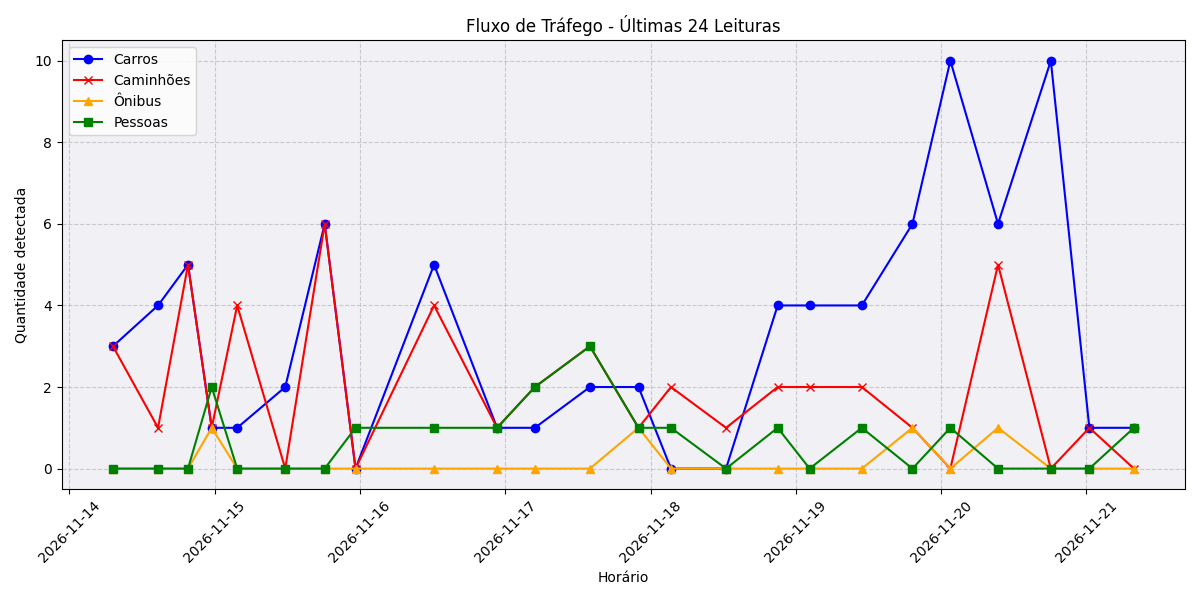 Fluxo de Tráfego - Últimas 24 Leituras
Carros
Caminhões
Ônibus
Pessoas
Quantidade detectada
10
8
6
4
2
0
2026-11-14
2026-11-15
2026-11-16
2026-11-17
2026-11-18
2026-11-19
2026-11-20
2026-11-21
Horário